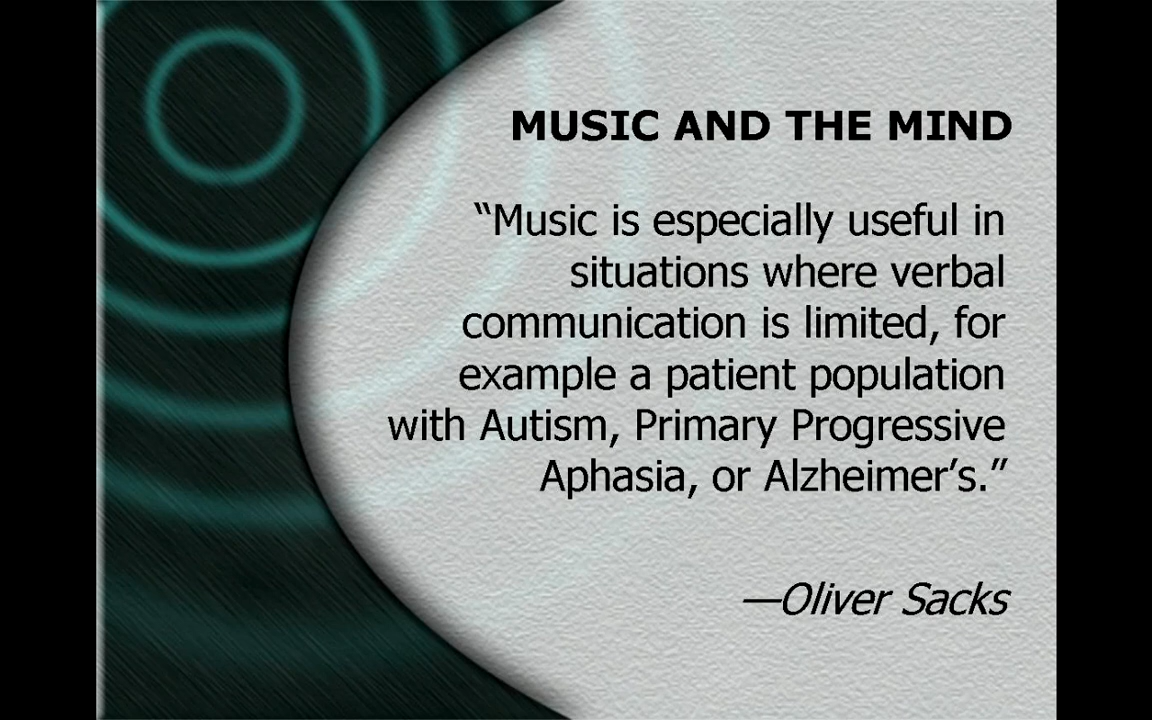 MUSIC AND THE MIND
“Music is especially useful in
situations where verbal
communication is limited, for
example a patient population
with Autism, Primary Progressive
Aphasia, or Alzheimer’s.”
—Oliver Sacks